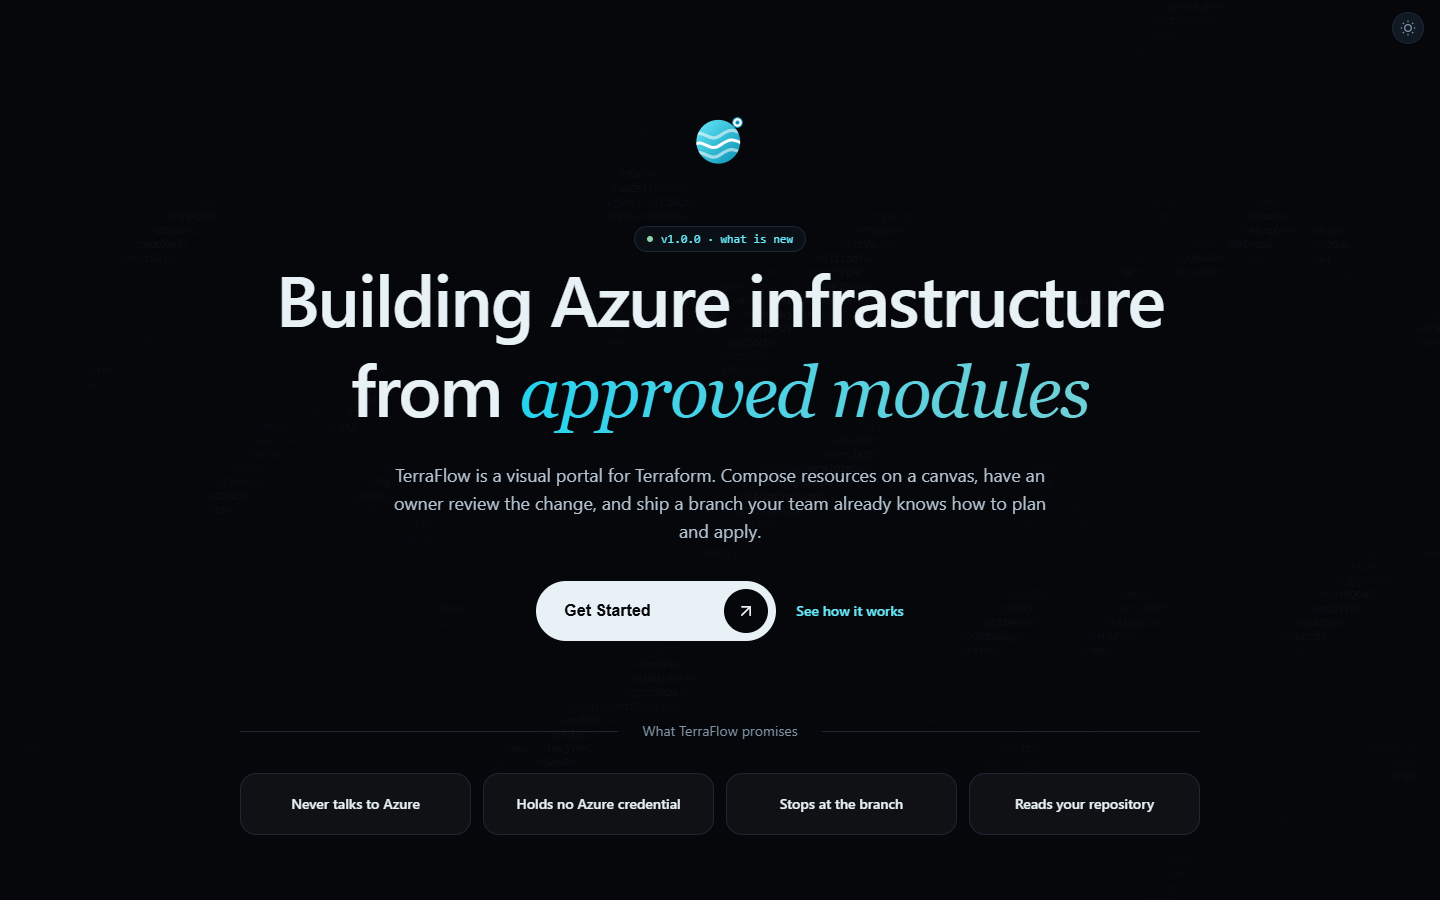 v1.0.0 · what is new
Building Azure infrastructure
from approved modules
TerraFlow is a visual portal for Terraform. Compose resources on a canvas, have an
owner review the change, and ship a branch your team already knows how to plan
and apply.
Get Started
See how it works
What TerraFlow promises
Never talks to Azure
Holds no Azure credential
Stops at the branch
Reads your repository